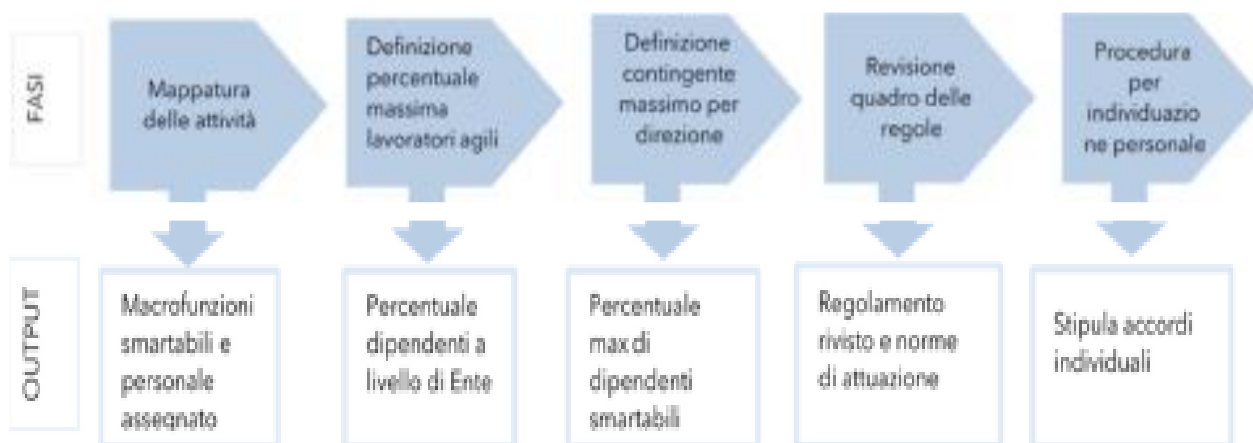 FASI
Mappatura
delle attività
Definizione
percentuale
massima
lavoratori agili
Definizione
contingente
massimo per
direzione
Revisione
quadro delle
regole
Procedura
per
individuazio
ne personale
OUTPUT
Macrofunzioni
smartabili e
personale
assegnato
Percentuale
dipendenti a
livello di Ente
Percentuale
max di
dipendenti
smartabili
Regolamento
rivisto e norme
di attuazione
Stipula accordi
individuali